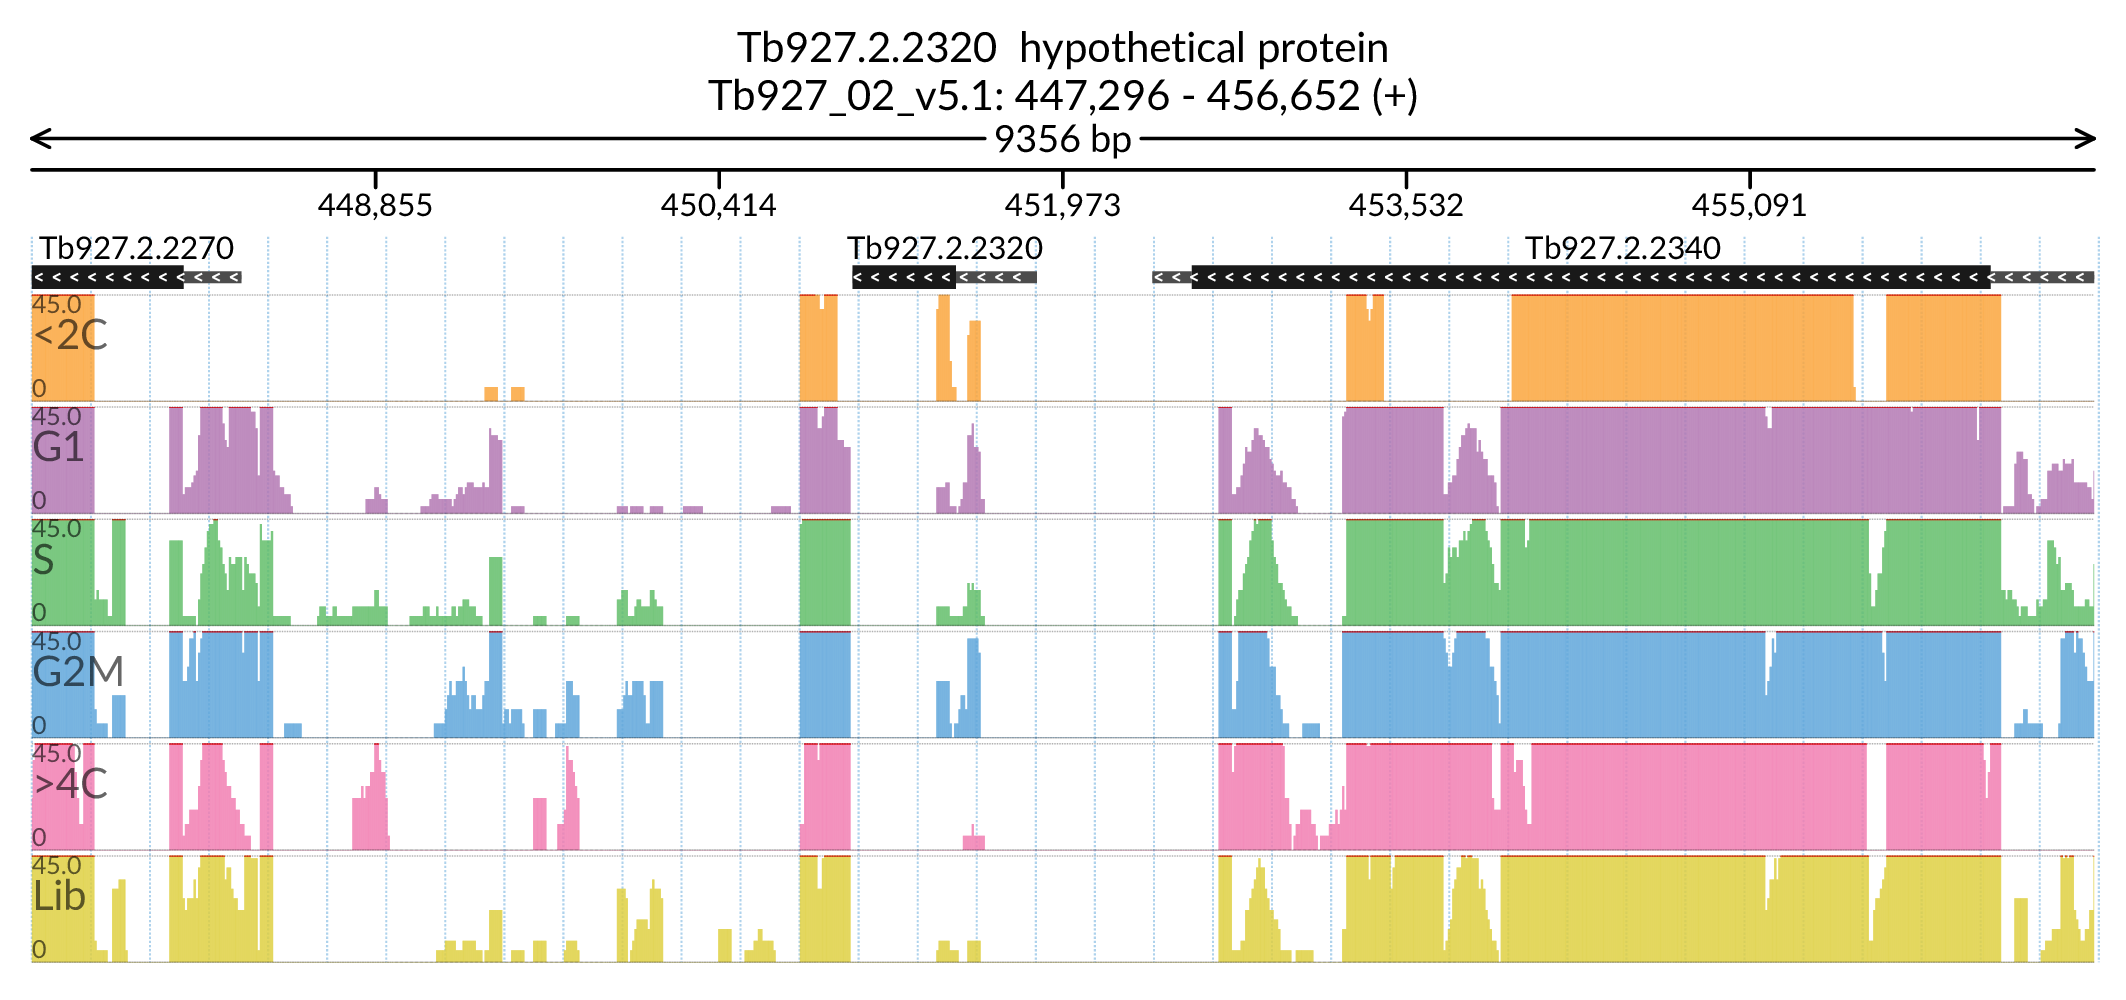 Tb927.2.2320 hypothetical protein
Tb927_02_v5.1: 447,296 - 456,652 (+)
9356 bp
448,855 450,414 451,973 453,532 455,091
Tb927.2.2270 Tb927.2.2320 Tb927.2.2340
45.0
<2C
0
45.0
G1
0
45.0
S
0
45.0
G2M
0
45.0
>4C
0
45.0
Lib
0